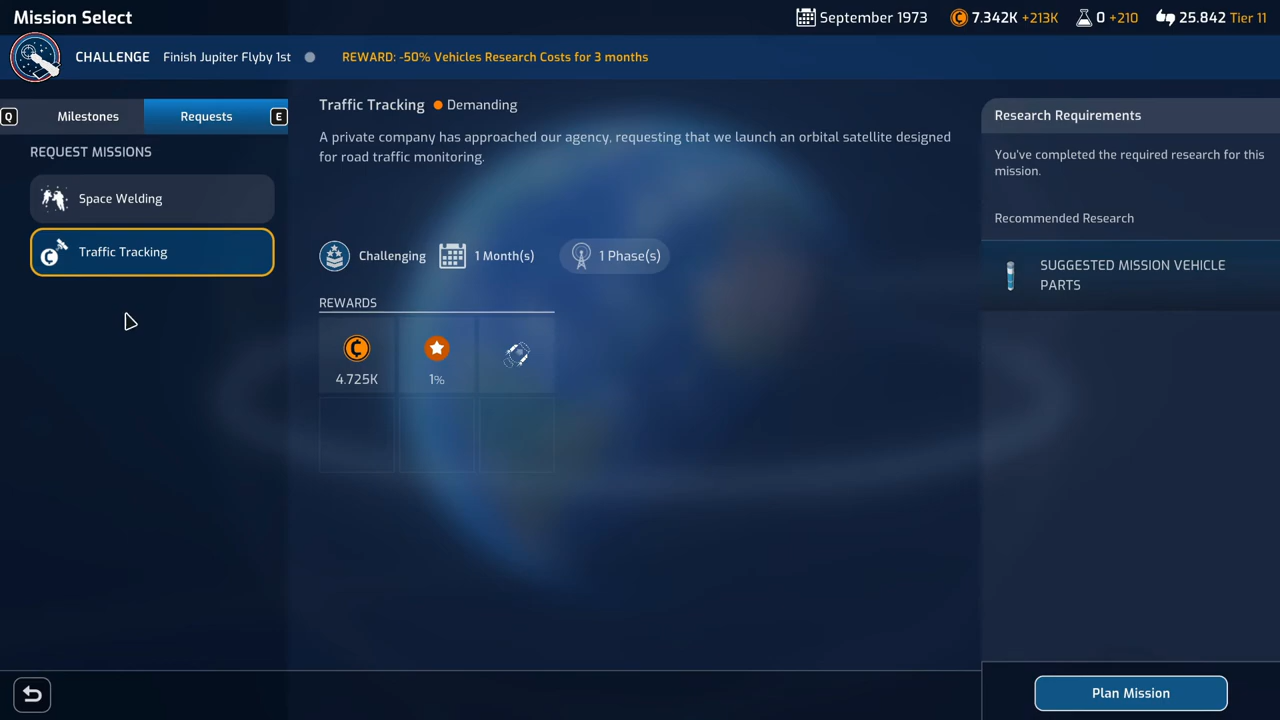 Mission Select
September 1973
7.342K +213K
0 +210
25.842 Tier 11
CHALLENGE Finish Jupiter Flyby 1st
REWARD: -50% Vehicles Research Costs for 3 months
Q Milestones Requests E
REQUEST MISSIONS
Space Welding
Traffic Tracking
Traffic Tracking Demanding
A private company has approached our agency, requesting that we launch an orbital satellite designed
for road traffic monitoring.
Challenging 1 Month(s) 1 Phase(s)
REWARDS
4.725K 1%
Research Requirements
You've completed the required research for this
mission.
Recommended Research
SUGGESTED MISSION VEHICLE
PARTS
Plan Mission